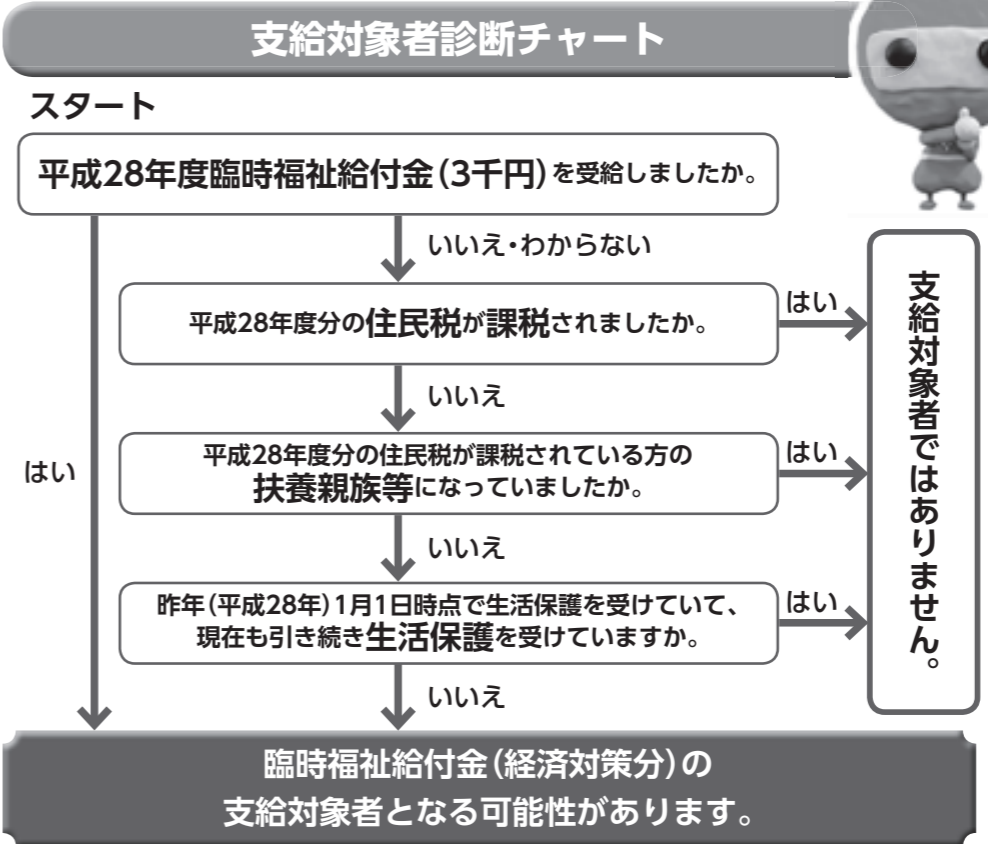 支給対象者診断チャート
スタート
平成28年度臨時福祉給付金(3千円)を受給しましたか。
いいえ・わからない
平成28年度分の住民税が課税されましたか。
はい
いいえ
平成28年度分の住民税が課税されている方の
扶養親族等になっていましたか。
はい
はい
いいえ
昨年(平成28年)1月1日時点で生活保護を受けていて、
現在も引き続き生活保護を受けていますか。
はい
いいえ
支給対象者ではありません。
臨時福祉給付金(経済対策分)の
支給対象者となる可能性があります。